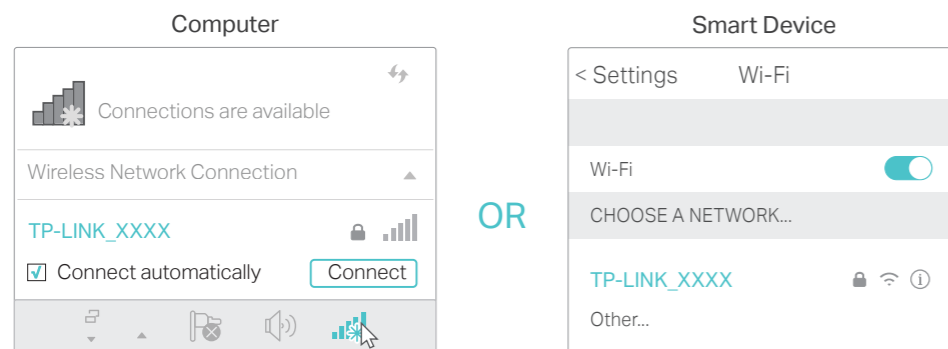 Computer
Connections are available
Wireless Network Connection
TP-LINK_XXXX
Connect automatically
Connect
OR
Smart Device
< Settings
Wi-Fi
Wi-Fi
CHOOSE A NETWORK...
TP-LINK_XXXX
Other...